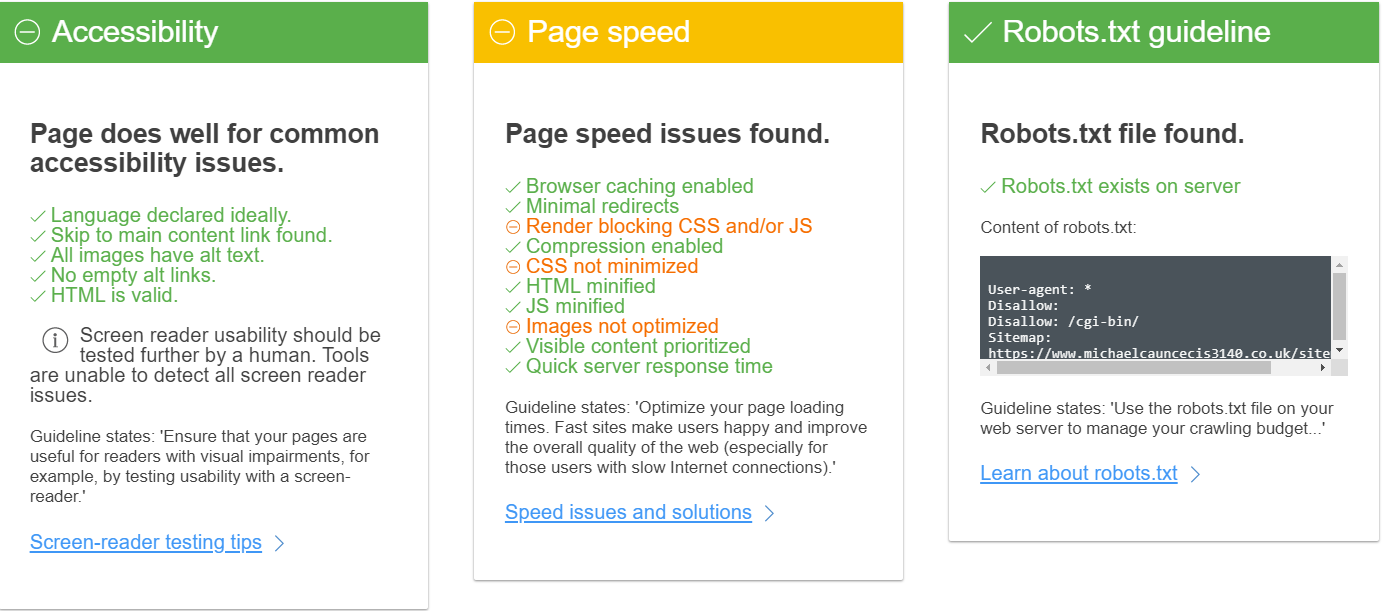 Accessibility
Page does well for common
accessibility issues.
Language declared ideally.
Skip to main content link found.
All images have alt text.
No empty alt links.
HTML is valid.
Screen reader usability should be
tested further by a human. Tools
are unable to detect all screen reader
issues.
Guideline states: 'Ensure that your pages are
useful for readers with visual impairments, for
example, by testing usability with a screen-
reader.'
Screen-reader testing tips
Page speed
Page speed issues found.
Browser caching enabled
Minimal redirects
Render blocking CSS and/or JS
Compression enabled
CSS not minimized
HTML minified
JS minified
Images not optimized
Visible content prioritized
Quick server response time
Guideline states: 'Optimize your page loading
times. Fast sites make users happy and improve
the overall quality of the web (especially for
those users with slow Internet connections).'
Speed issues and solutions
Robots.txt guideline
Robots.txt file found.
Robots.txt exists on server
Content of robots.txt:
User-agent: *
Disallow:
Disallow: /cgi-bin/
Sitemap:
https://www.michaelcauncecis3140.co.uk/site
Guideline states: 'Use the robots.txt file on your
web server to manage your crawling budget...'
Learn about robots.txt